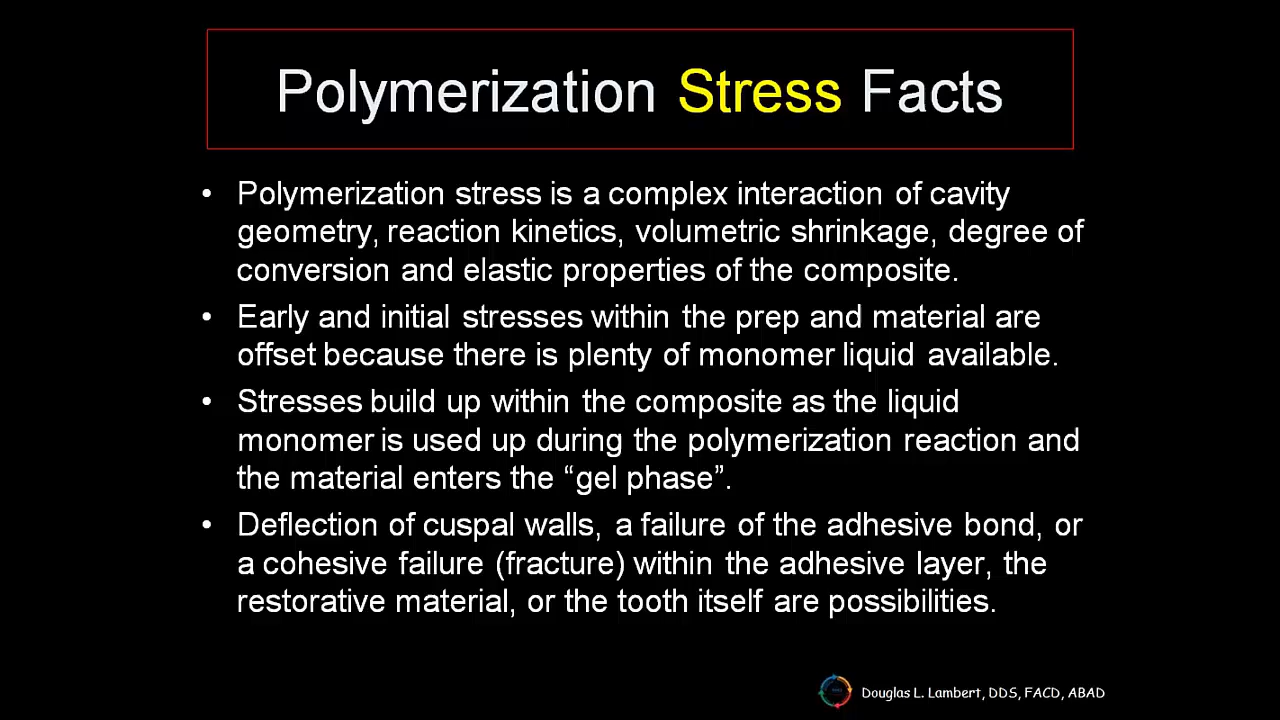 Polymerization Stress Facts
• Polymerization stress is a complex interaction of cavity
geometry, reaction kinetics, volumetric shrinkage, degree of
conversion and elastic properties of the composite.
• Early and initial stresses within the prep and material are
offset because there is plenty of monomer liquid available.
• Stresses build up within the composite as the liquid
monomer is used up during the polymerization reaction and
the material enters the “gel phase”.
• Deflection of cuspal walls, a failure of the adhesive bond, or
a cohesive failure (fracture) within the adhesive layer, the
restorative material, or the tooth itself are possibilities.
Douglas L. Lambert, DDS, FACD, ABAD